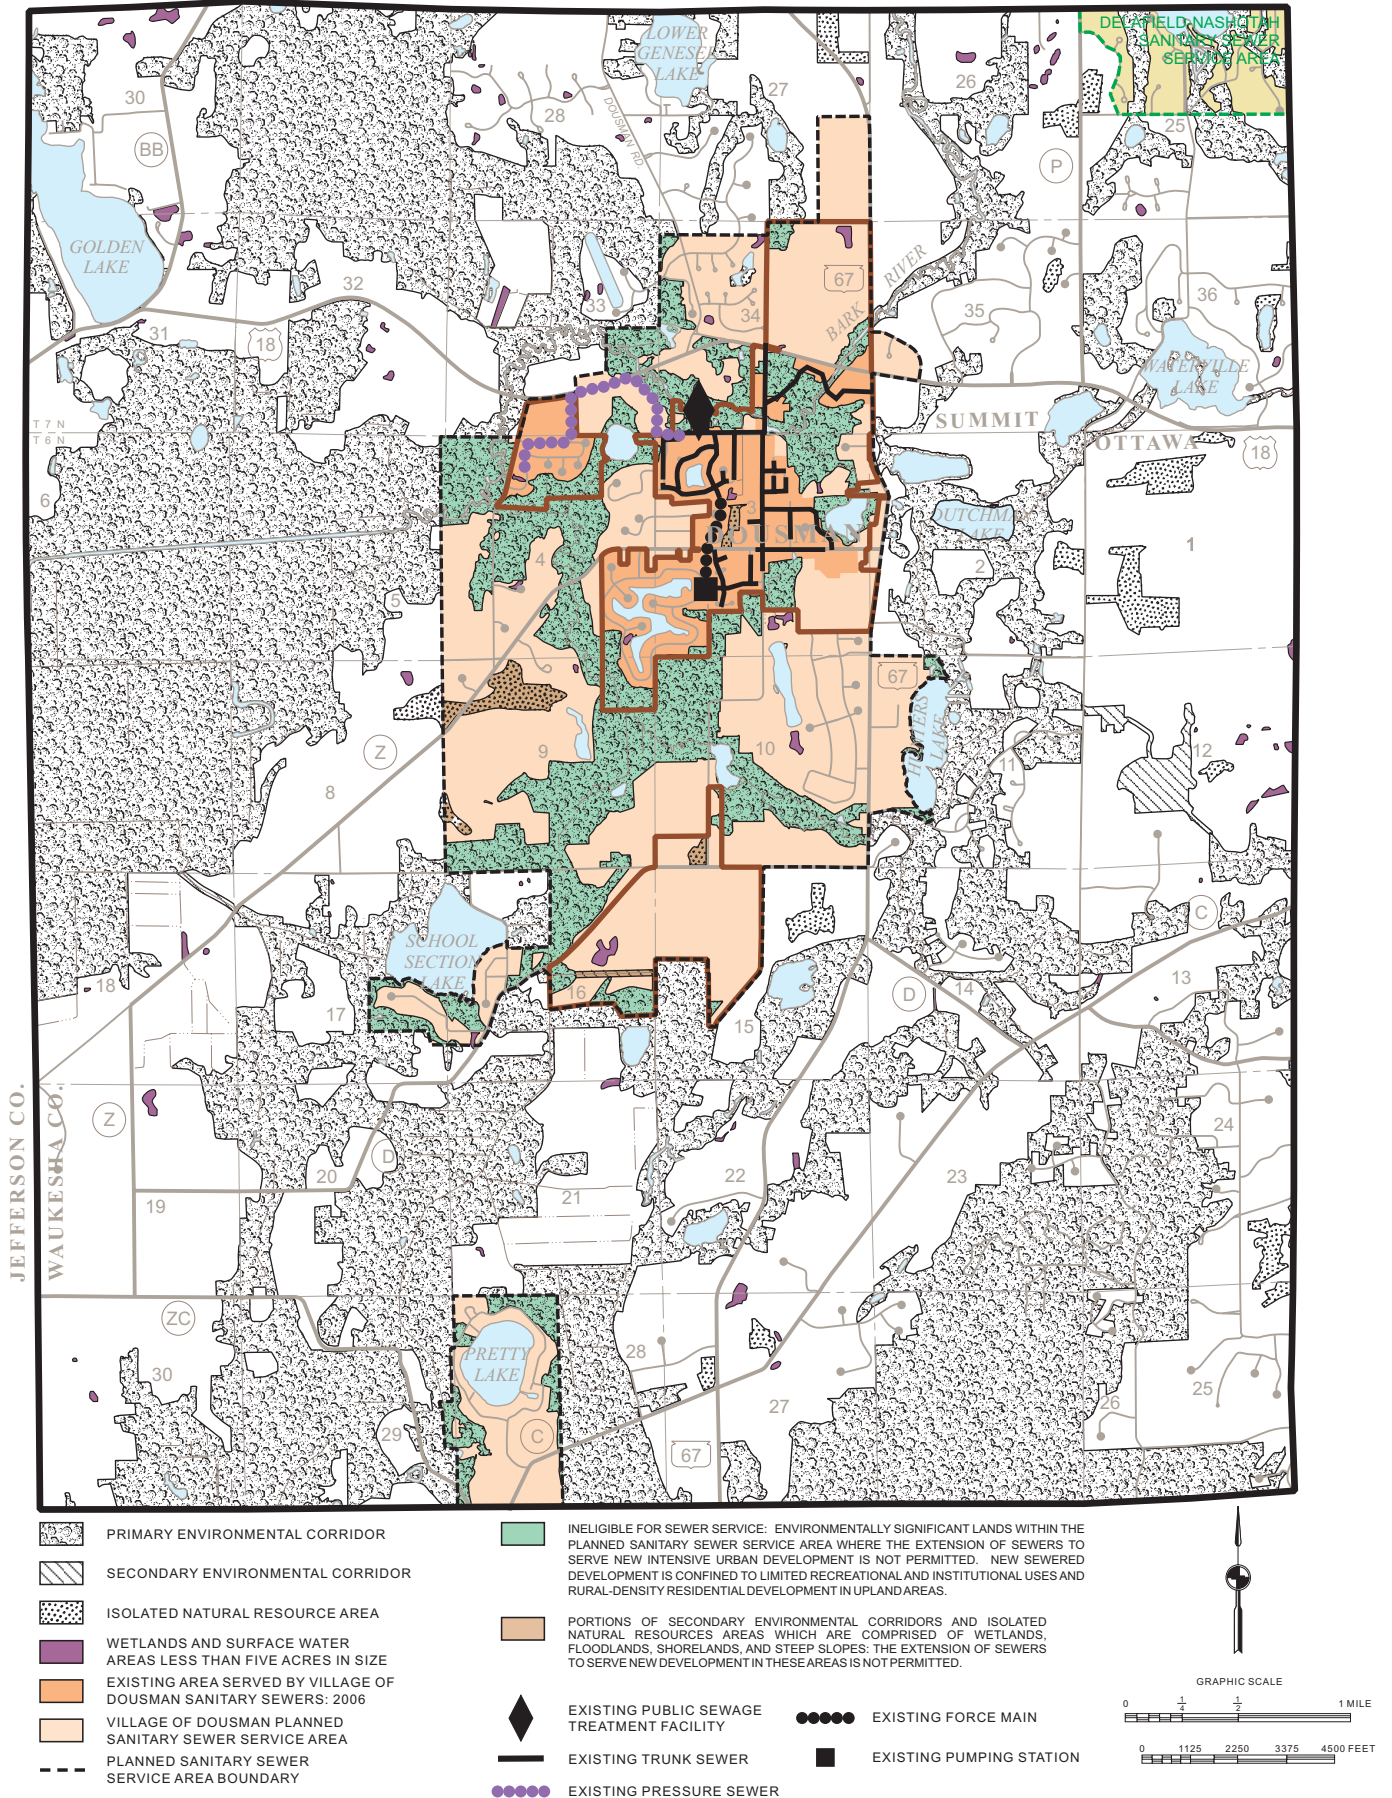 DELAFIELD-NASHOTAH
SANITARY SEWER
SERVICE AREA
LOWER
GENESEE
LAKE
30
28
27
26
25
BB
P
DOUSMAN RD
GOLDEN
LAKE
32
33
34
67
BARK
RIVER
35
36
31
18
WATERVILLE
LAKE
T 7 N
T 6 N
SUMMIT
OTTAWA
18
6
5
4
3
DOUSMAN
DUTCHMAN
LAKE
2
1
67
HUNTERS
LAKE
Z
8
9
10
11
12
SCHOOL
SECTION
LAKE
C
18
17
16
15
D
14
13
JEFFERSON CO.
WAUKESHA CO.
Z
D
19
20
21
22
23
24
ZC
PRETTY
LAKE
30
29
28
27
26
25
C
67
PRIMARY ENVIRONMENTAL CORRIDOR
SECONDARY ENVIRONMENTAL CORRIDOR
ISOLATED NATURAL RESOURCE AREA
WETLANDS AND SURFACE WATER
AREAS LESS THAN FIVE ACRES IN SIZE
EXISTING AREA SERVED BY VILLAGE OF
DOUSMAN SANITARY SEWERS: 2006
VILLAGE OF DOUSMAN PLANNED
SANITARY SEWER SERVICE AREA
PLANNED SANITARY SEWER
SERVICE AREA BOUNDARY
INELIGIBLE FOR SEWER SERVICE: ENVIRONMENTALLY SIGNIFICANT LANDS WITHIN THE
PLANNED SANITARY SEWER SERVICE AREA WHERE THE EXTENSION OF SEWERS TO
SERVE NEW INTENSIVE URBAN DEVELOPMENT IS NOT PERMITTED. NEW SEWERED
DEVELOPMENT IS CONFINED TO LIMITED RECREATIONAL AND INSTITUTIONAL USES AND
RURAL-DENSITY RESIDENTIAL DEVELOPMENT IN UPLAND AREAS.
PORTIONS OF SECONDARY ENVIRONMENTAL CORRIDORS AND ISOLATED
NATURAL RESOURCES AREAS WHICH ARE COMPRISED OF WETLANDS,
FLOODLANDS, SHORELANDS, AND STEEP SLOPES: THE EXTENSION OF SEWERS
TO SERVE NEW DEVELOPMENT IN THESE AREAS IS NOT PERMITTED.
EXISTING PUBLIC SEWAGE
TREATMENT FACILITY
EXISTING TRUNK SEWER
EXISTING PRESSURE SEWER
EXISTING FORCE MAIN
EXISTING PUMPING STATION
GRAPHIC SCALE
0 1/4 1/2 1 MILE
0 1125 2250 3375 4500 FEET